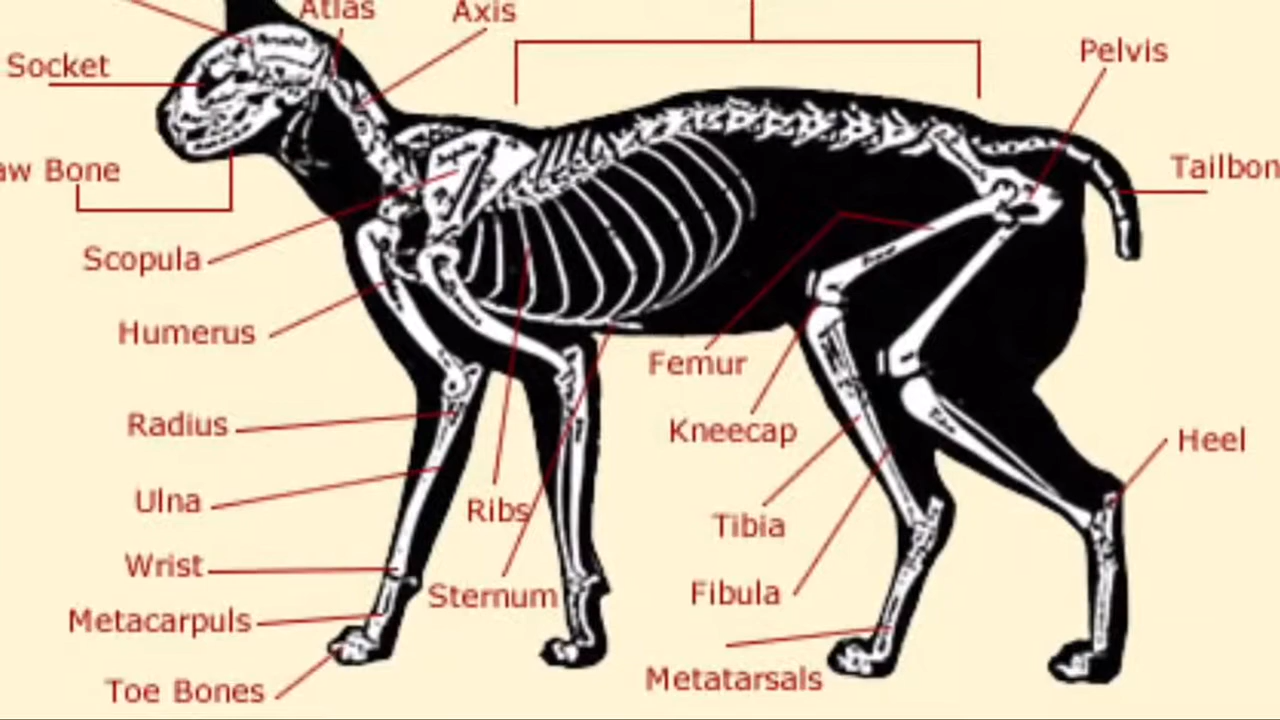 Atlas
Axis
Socket
Pelvis
aw Bone
Tailbon
Scopula
Humerus
Femur
Radius
Kneecap
Heel
Ulna
Ribs
Tibia
Wrist
Sternum
Fibula
Metacarpuls
Metatarsals
Toe Bones